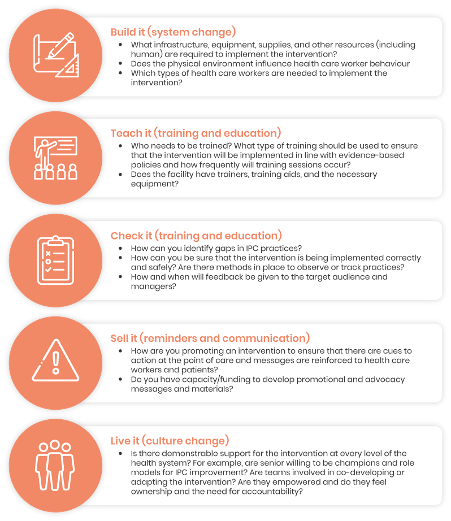 Build it (system change)
• What infrastructure, equipment, supplies, and other resources (including
human) are required to implement the intervention?
• Does the physical environment influence health care worker behaviour
• Which types of health care workers are needed to implement the
intervention?
Teach it (training and education)
• Who needs to be trained? What type of training should be used to ensure
that the intervention will be implemented in line with evidence-based
policies and how frequently will training sessions occur?
• Does the facility have trainers, training aids, and the necessary
equipment?
Check it (training and education)
• How can you identify gaps in IPC practices?
• How can you be sure that the intervention is being implemented correctly
and safely? Are there methods in place to observe or track practices?
• How and when will feedback be given to the target audience and
managers?
Sell it (reminders and communication)
• How are you promoting an intervention to ensure that there are cues to
action at the point of care and messages are reinforced to health care
workers and patients?
• Do you have capacity/funding to develop promotional and advocacy
messages and materials?
Live it (culture change)
• Is there demonstrable support for the intervention at every level of the
health system? For example, are senior willing to be champions and role
models for IPC improvement? Are teams involved in co-developing or
adapting the intervention? Are they empowered and do they feel
ownership and the need for accountability?